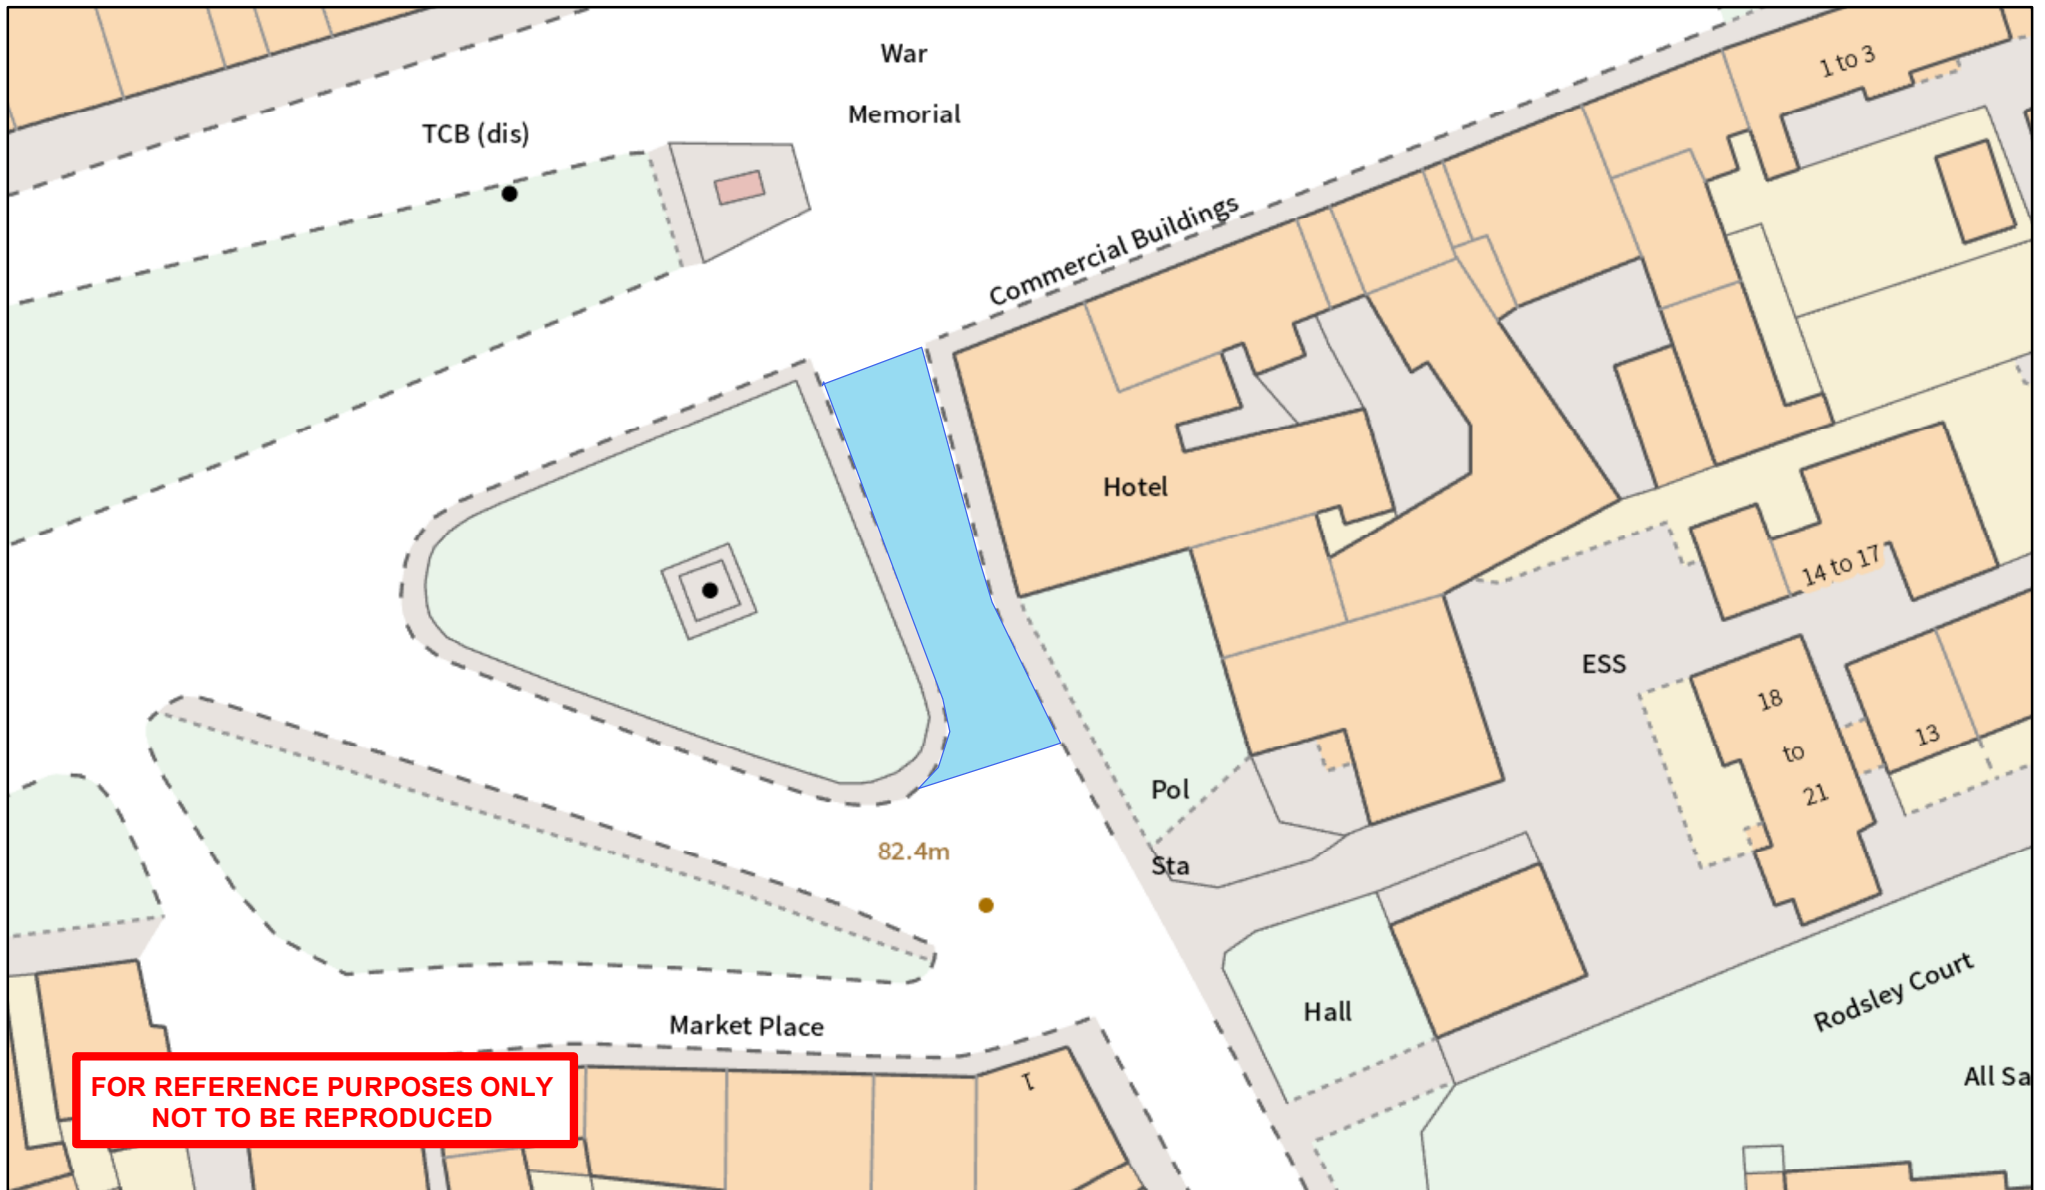 War
Memorial
TCB (dis)
1 to 3
Commercial Buildings
Hotel
14 to 17
ESS
18
to
21
13
Pol
Sta
82.4m
Market Place
Hall
Rodsley Court
All Sa
1
FOR REFERENCE PURPOSES ONLY
NOT TO BE REPRODUCED